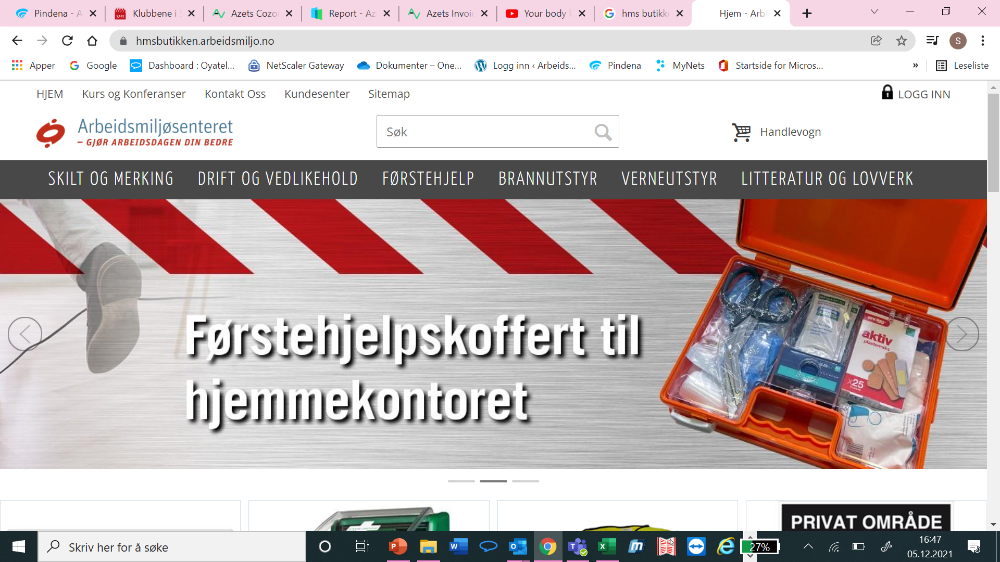 Pindena - A
Klubbene i S
Azets Cozo
Report - Az
Azets Invoic
Your body l
hms butikke
Hjem - Arb
hmsbutikken.arbeidsmiljo.no
S
Apper
Google
Dashboard : Oyatel...
NetScaler Gateway
Dokumenter – One...
Logg inn ‹ Arbeids...
Pindena
MyNets
Startside for Micros...
»
Leseliste
HJEM
Kurs og Konferanser
Kontakt Oss
Kundesenter
Sitemap
LOGG INN
Arbeidsmiljøsenteret
– GJØR ARBEIDSDAGEN DIN BEDRE
Søk
Handlevogn
SKILT OG MERKING
DRIFT OG VEDLIKEHOLD
FØRSTEHJELP
BRANNUTSTYR
VERNEUTSTYR
LITTERATUR OG LOVVERK
Førstehjelpskoffert til
hjemmekontoret
snögg
aktiv
plastermiks
x25
PRIVAT OMRÅDE
Skriv her for å søke
27%
16:47
05.12.2021